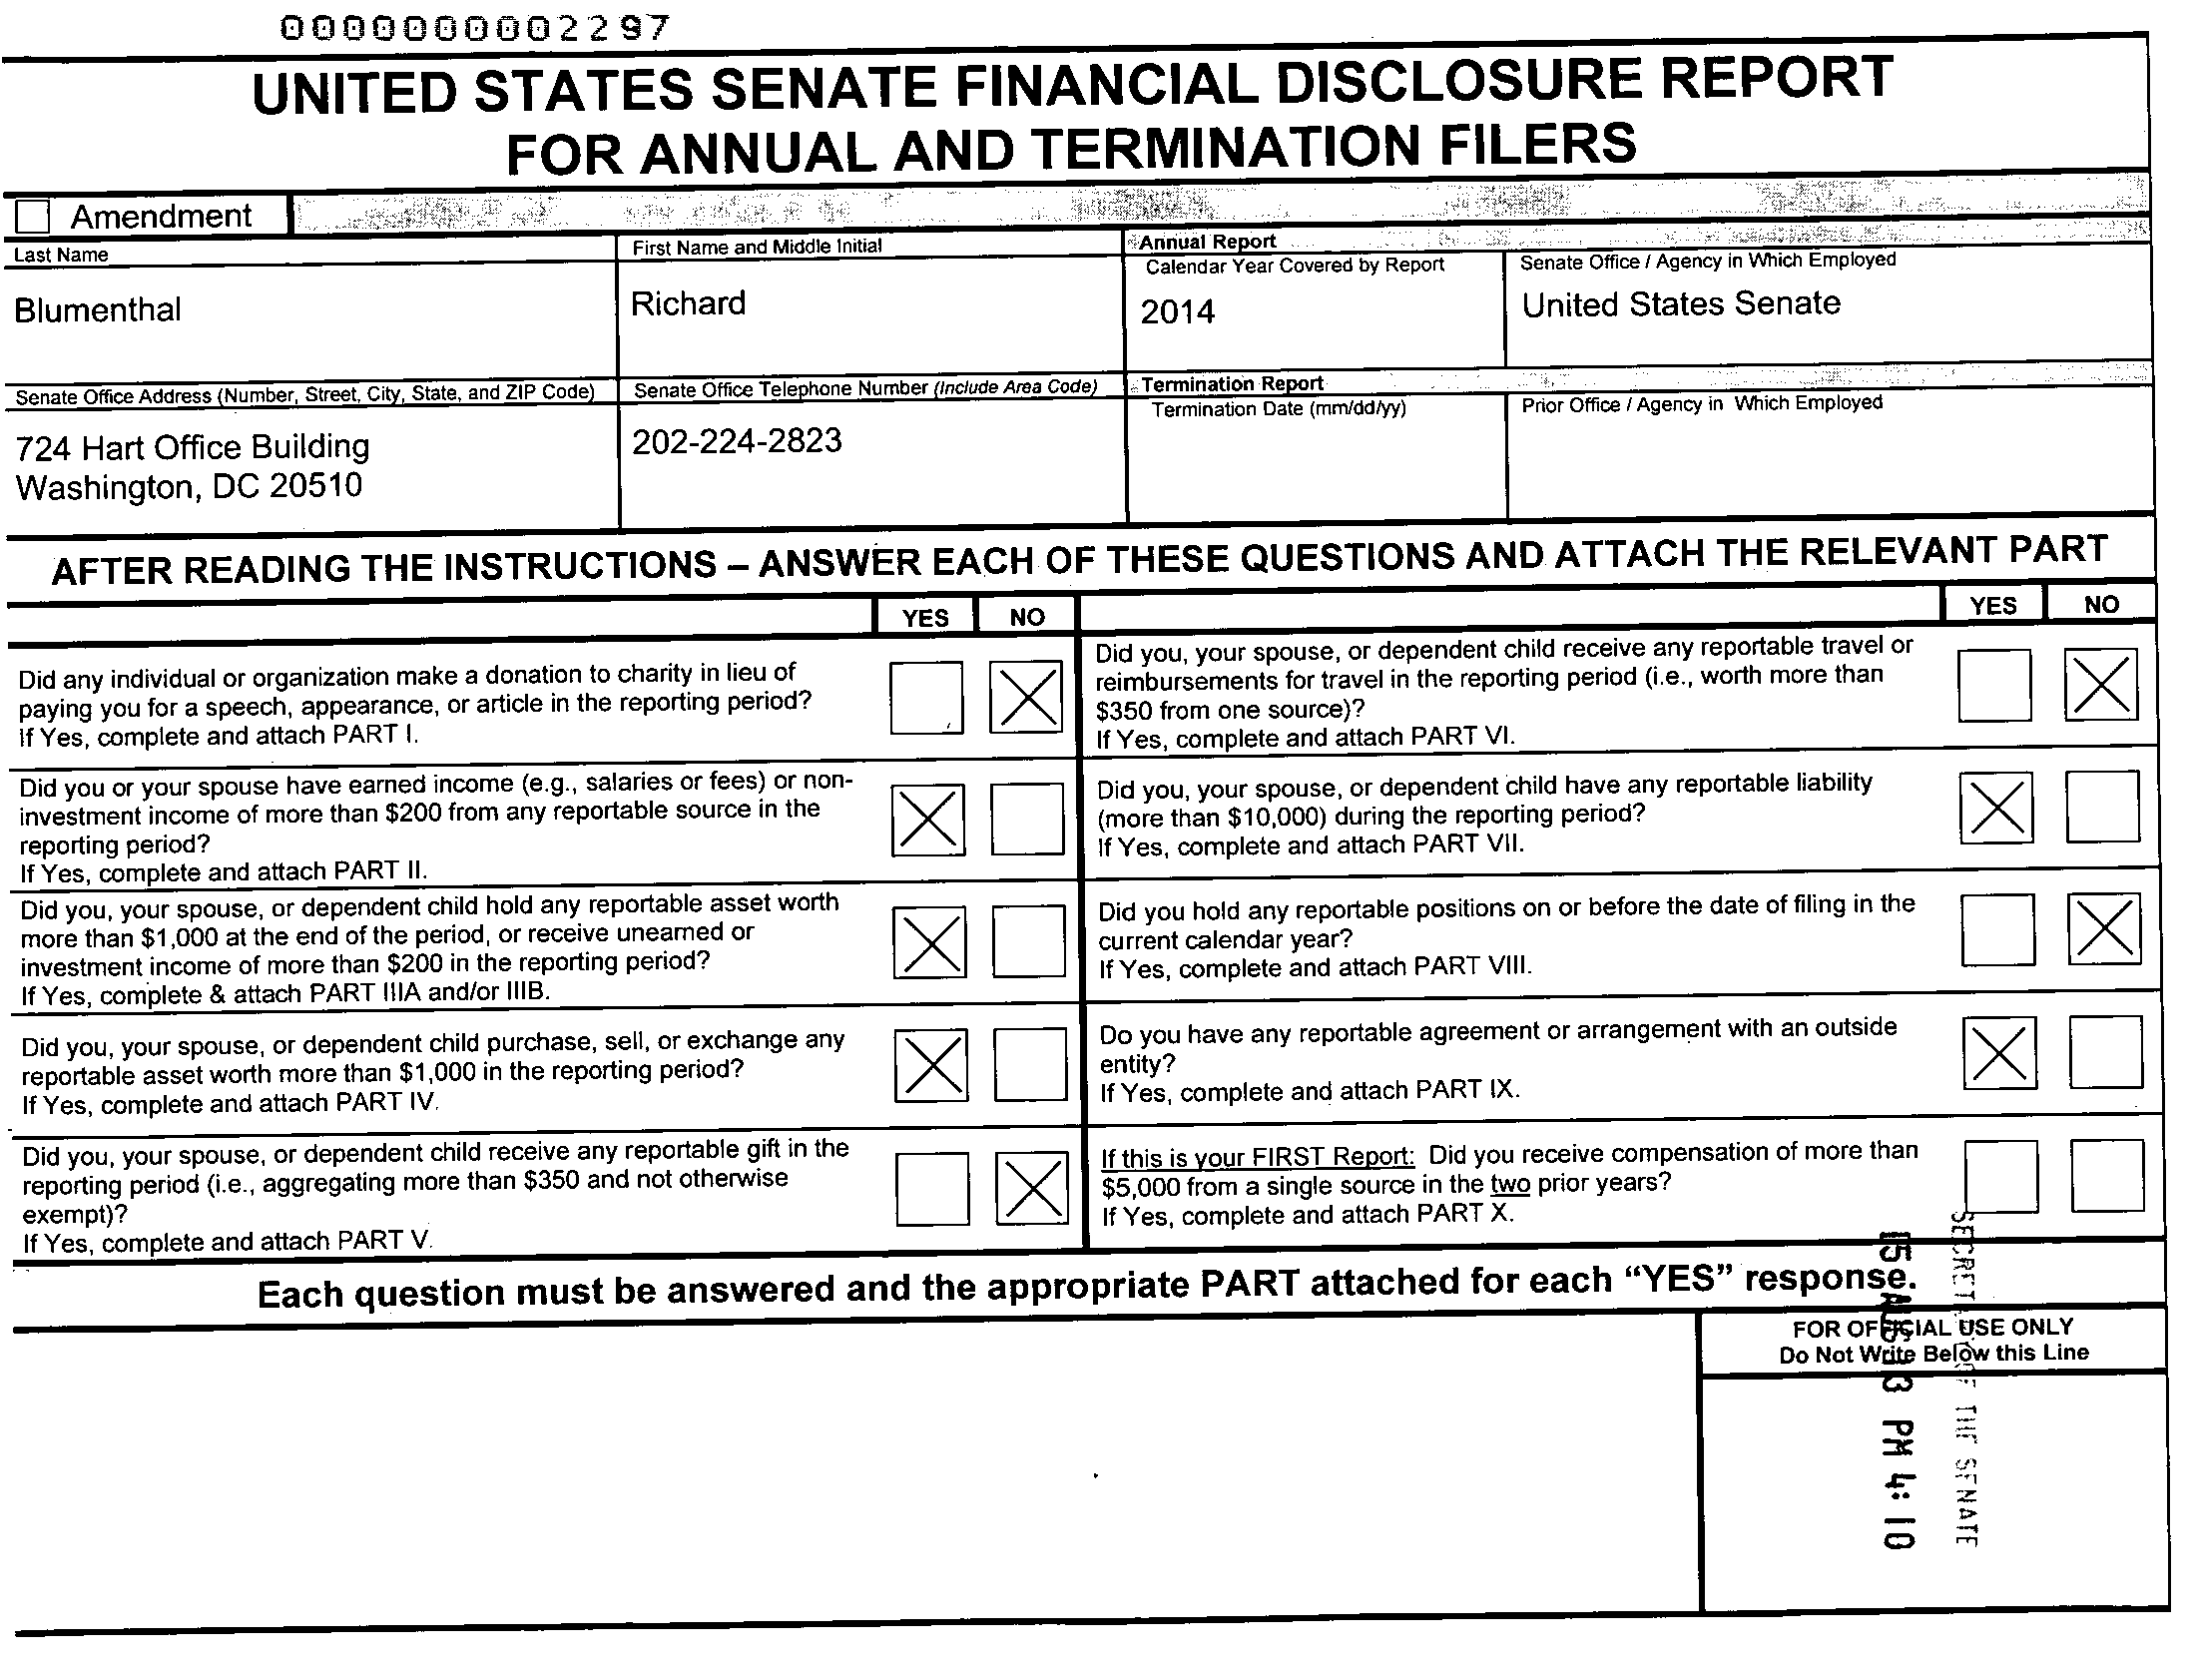 0000000002297
UNITED STATES SENATE FINANCIAL DISCLOSURE REPORT
FOR ANNUAL AND TERMINATION FILERS
Amendment
Last Name
Blumenthal
First Name and Middle Initial
Richard
Annual Report
Calendar Year Covered by Report
2014
Senate Office / Agency in Which Employed
United States Senate
Senate Office Address (Number, Street, City, State, and ZIP Code)
724 Hart Office Building
Washington, DC 20510
Senate Office Telephone Number (Include Area Code)
202-224-2823
Termination Report
Termination Date (mm/dd/yy)
Prior Office / Agency in Which Employed
AFTER READING THE INSTRUCTIONS – ANSWER EACH OF THESE QUESTIONS AND ATTACH THE RELEVANT PART
YES NO
Did any individual or organization make a donation to charity in lieu of
paying you for a speech, appearance, or article in the reporting period?
If Yes, complete and attach PART I.
Did you or your spouse have earned income (e.g., salaries or fees) or non-
investment income of more than $200 from any reportable source in the
reporting period?
If Yes, complete and attach PART II.
Did you, your spouse, or dependent child hold any reportable asset worth
more than $1,000 at the end of the period, or receive unearned or
investment income of more than $200 in the reporting period?
If Yes, complete & attach PART IIIA and/or IIIB.
Did you, your spouse, or dependent child purchase, sell, or exchange any
reportable asset worth more than $1,000 in the reporting period?
If Yes, complete and attach PART IV.
Did you, your spouse, or dependent child receive any reportable gift in the
reporting period (i.e., aggregating more than $350 and not otherwise
exempt)?
If Yes, complete and attach PART V.
YES NO
Did you, your spouse, or dependent child receive any reportable travel or
reimbursements for travel in the reporting period (i.e., worth more than
$350 from one source)?
If Yes, complete and attach PART VI.
Did you, your spouse, or dependent child have any reportable liability
(more than $10,000) during the reporting period?
If Yes, complete and attach PART VII.
Did you hold any reportable positions on or before the date of filing in the
current calendar year?
If Yes, complete and attach PART VIII.
Do you have any reportable agreement or arrangement with an outside
entity?
If Yes, complete and attach PART IX.
If this is your FIRST Report: Did you receive compensation of more than
$5,000 from a single source in the two prior years?
If Yes, complete and attach PART X.
Each question must be answered and the appropriate PART attached for each “YES” response.
FOR OFFICIAL USE ONLY
Do Not Write Below this Line
SECRETARY OF THE SENATE
15 AUG PM 4:10